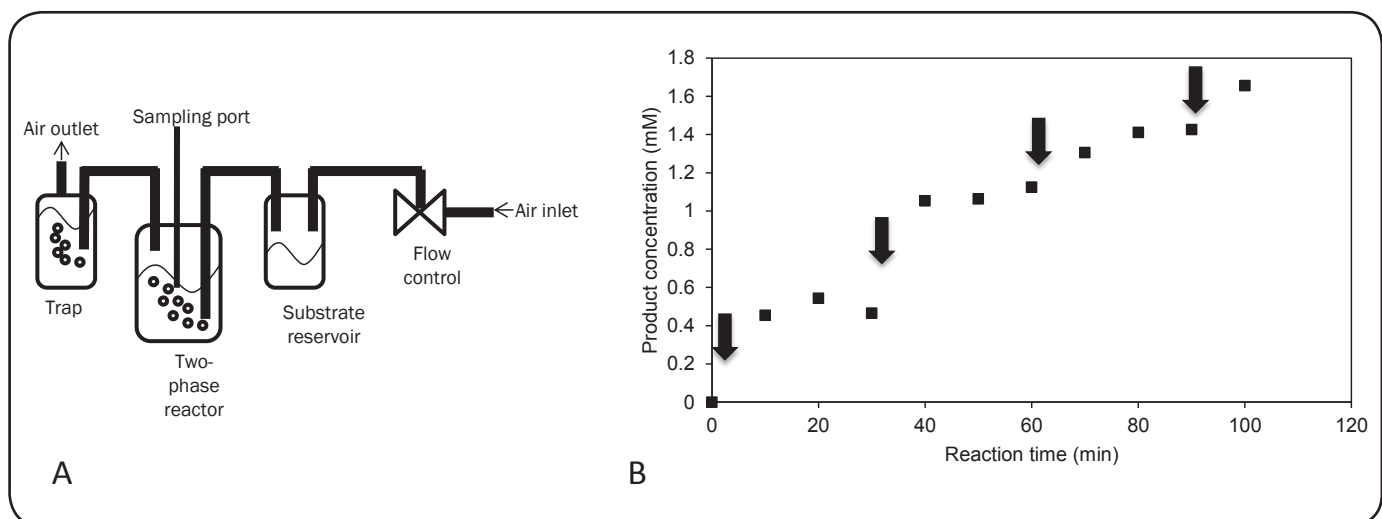 Air outlet
Sampling port
Air inlet
Flow
control
Trap
Substrate
reservoir
Two-
phase
reactor
A
Product concentration (mM)
1.8
1.6
1.4
1.2
1
0.8
0.6
0.4
0.2
0
0 20 40 60 80 100 120
Reaction time (min)
B